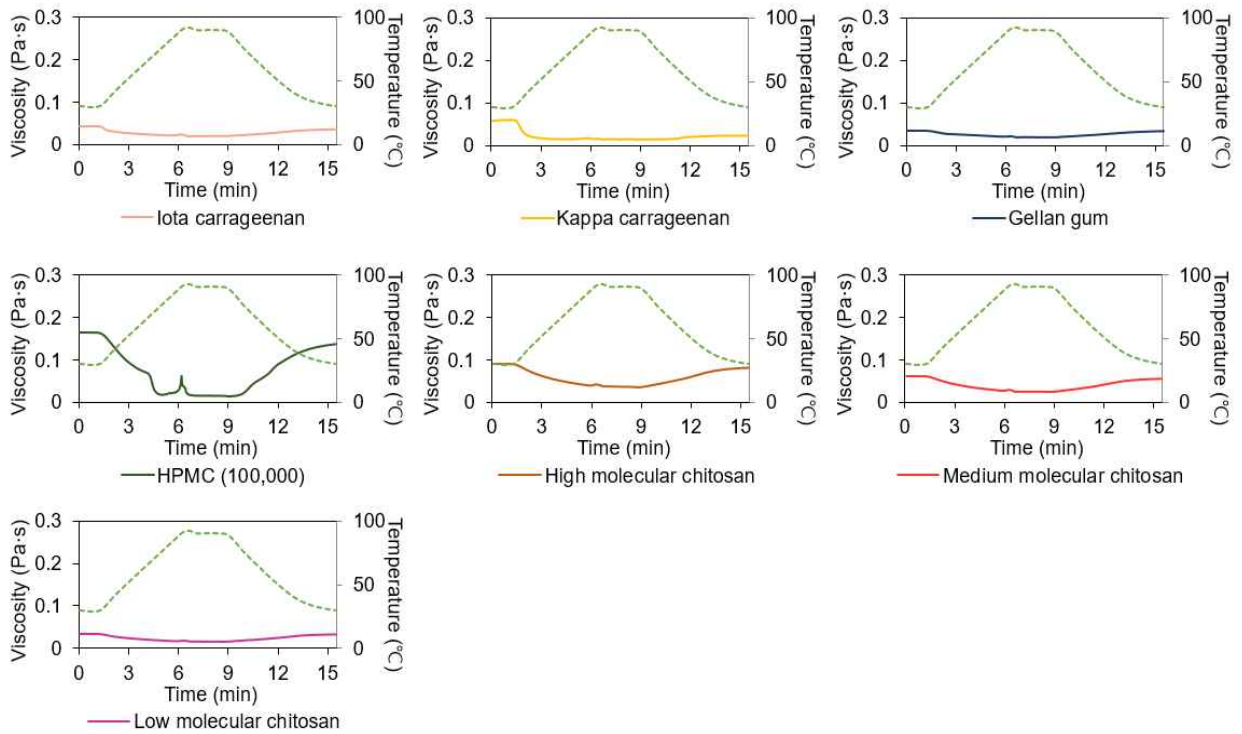 0.3
0.2
0.1
0
Viscosity (Pa·s)
100
50
0
Temperature (℃)
0 3 6 9 12 15
Time (min)
Iota carrageenan
0.3
0.2
0.1
0
Viscosity (Pa·s)
100
50
0
Temperature (℃)
0 3 6 9 12 15
Time (min)
Kappa carrageenan
0.3
0.2
0.1
0
Viscosity (Pa·s)
100
50
0
Temperature (℃)
0 3 6 9 12 15
Time (min)
Gellan gum
0.3
0.2
0.1
0
Viscosity (Pa·s)
100
50
0
Temperature (℃)
0 3 6 9 12 15
Time (min)
HPMC (100,000)
0.3
0.2
0.1
0
Viscosity (Pa·s)
100
50
0
Temperature (℃)
0 3 6 9 12 15
Time (min)
High molecular chitosan
0.3
0.2
0.1
0
Viscosity (Pa·s)
100
50
0
Temperature (℃)
0 3 6 9 12 15
Time (min)
Medium molecular chitosan
0.3
0.2
0.1
0
Viscosity (Pa·s)
100
50
0
Temperature (℃)
0 3 6 9 12 15
Time (min)
Low molecular chitosan